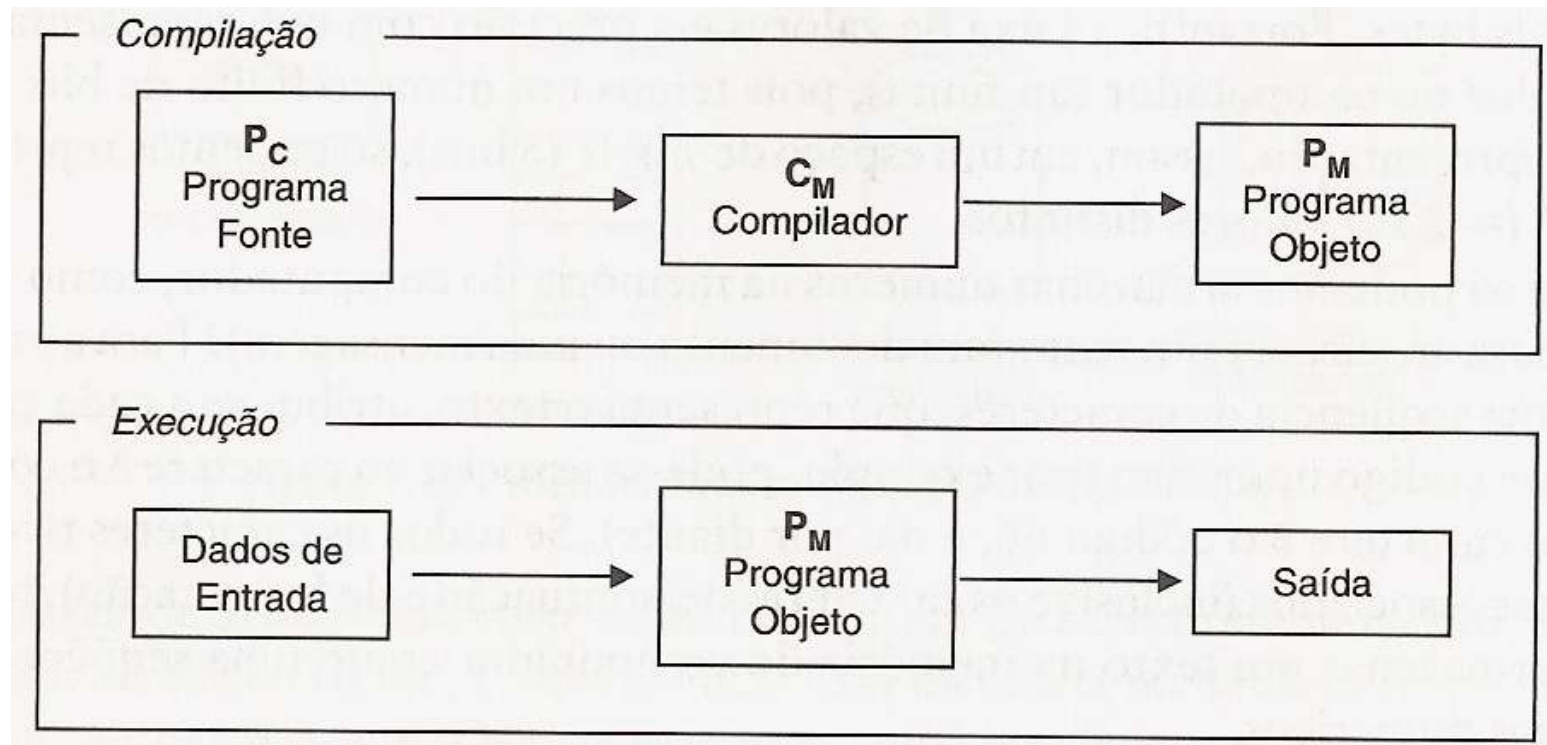 Compilação
P_C
Programa
Fonte
C_M
Compilador
P_M
Programa
Objeto
Execução
Dados de
Entrada
P_M
Programa
Objeto
Saída